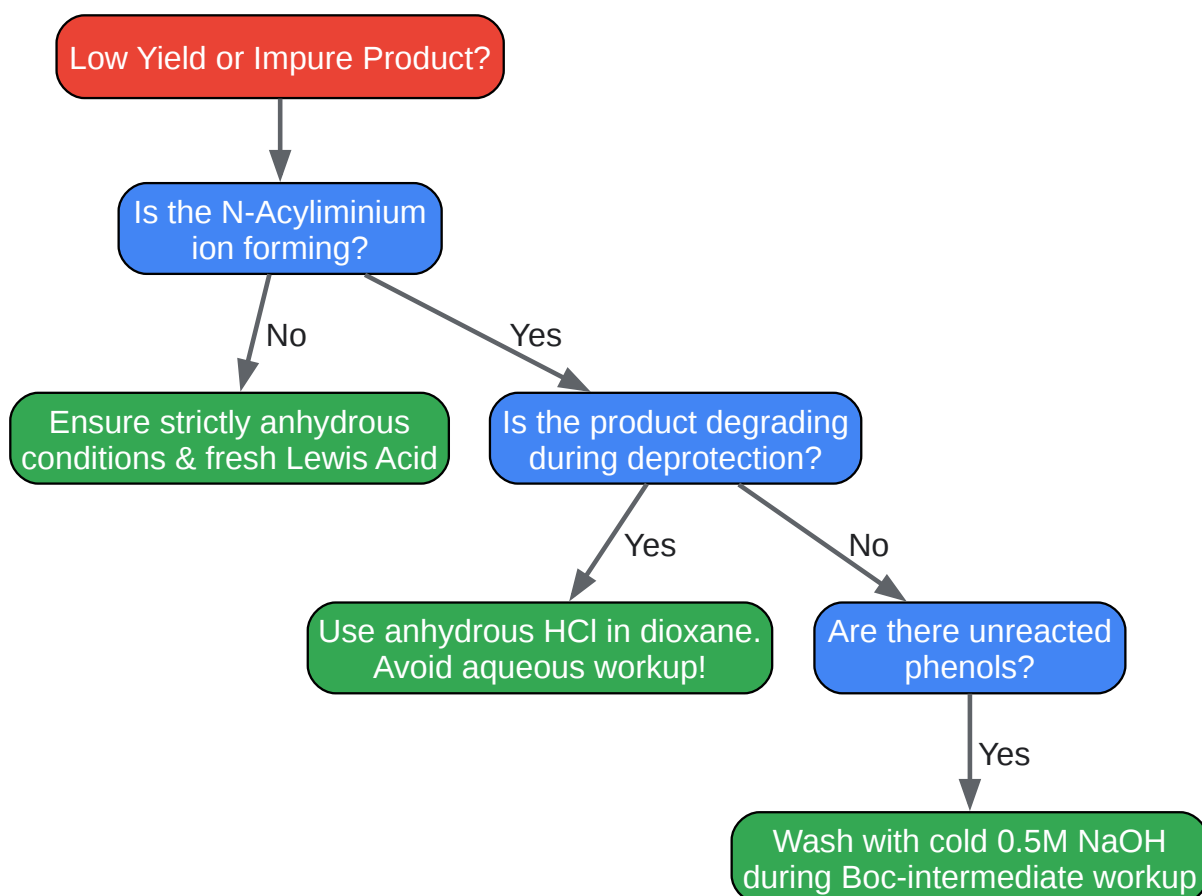 Low Yield or Impure Product?
Is the N-Acyliminium
ion forming?
No
Yes
Ensure strictly anhydrous
conditions & fresh Lewis Acid
Is the product degrading
during deprotection?
Yes
No
Use anhydrous HCl in dioxane.
Avoid aqueous workup!
Are there unreacted
phenols?
Yes
Wash with cold 0.5M NaOH
during Boc-intermediate workup